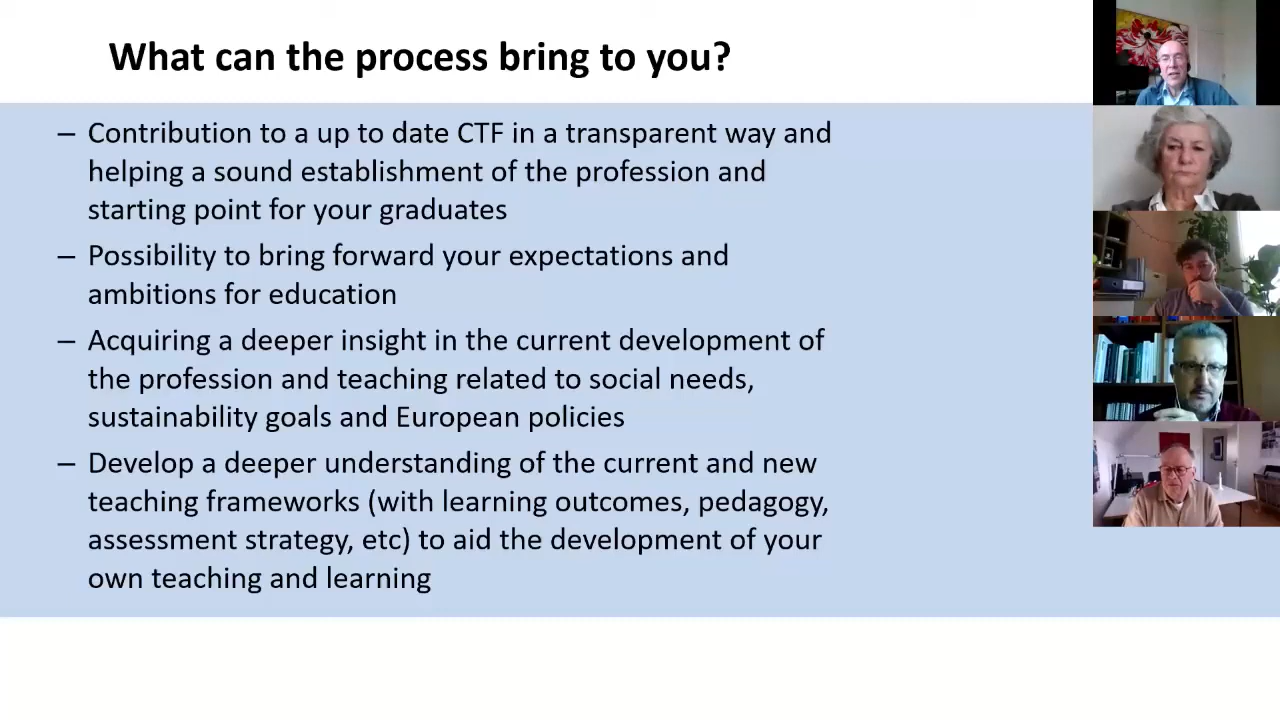 What can the process bring to you?
– Contribution to a up to date CTF in a transparent way and
helping a sound establishment of the profession and
starting point for your graduates
– Possibility to bring forward your expectations and
ambitions for education
– Acquiring a deeper insight in the current development of
the profession and teaching related to social needs,
sustainability goals and European policies
– Develop a deeper understanding of the current and new
teaching frameworks (with learning outcomes, pedagogy,
assessment strategy, etc) to aid the development of your
own teaching and learning